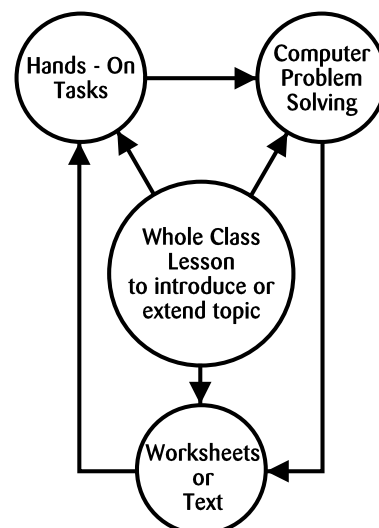 Hands - On
Tasks
Computer
Problem
Solving
Whole Class
Lesson
to introduce or
extend topic
Worksheets
or
Text